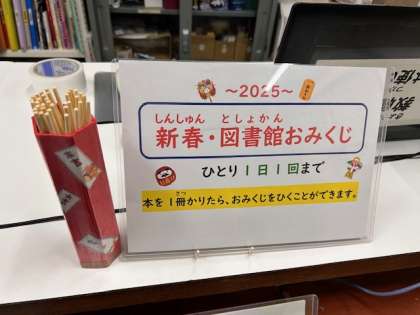 ～2025～
しんしゅん としょかん
新春・図書館おみくじ
ひとり1日1回まで
さつ
本を1冊かりたら、おみくじをひくことができます。